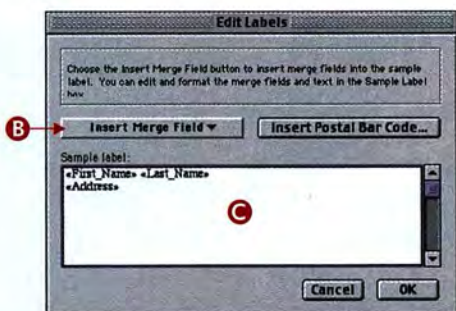 Edit Labels
Choose the Insert Merge Field button to insert merge fields into the sample
label. You can edit and format the merge fields and text in the Sample Label
box.
B
Insert Merge Field
Insert Postal Bar Code...
Sample label:
«First_Name» «Last_Name»
«Address»
C
Cancel
OK